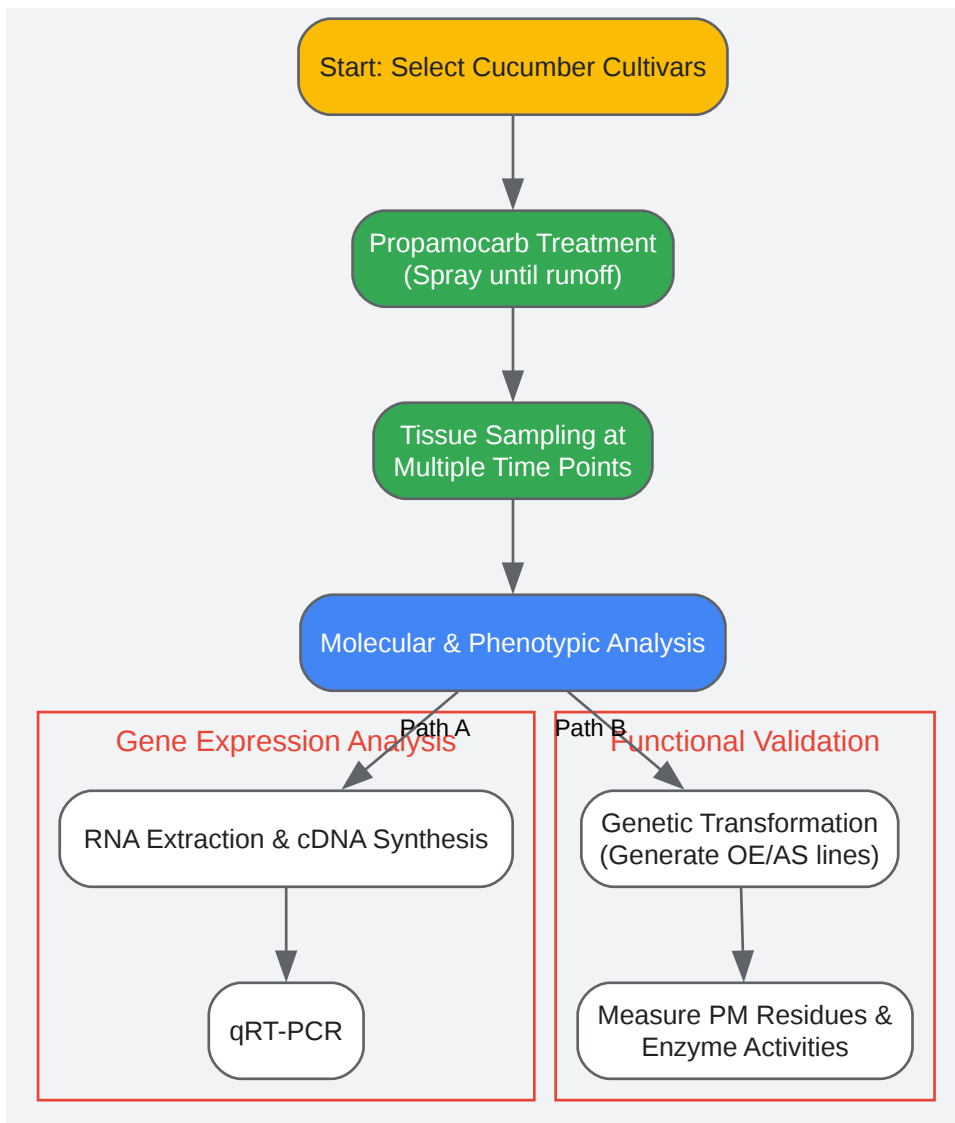 Start: Select Cucumber Cultivars
Propamocarb Treatment
(Spray until runoff)
Tissue Sampling at
Multiple Time Points
Molecular & Phenotypic Analysis
Path A
Path B
Gene Expression Analysis
Functional Validation
RNA Extraction & cDNA Synthesis
Genetic Transformation
(Generate OE/AS lines)
qRT-PCR
Measure PM Residues &
Enzyme Activities